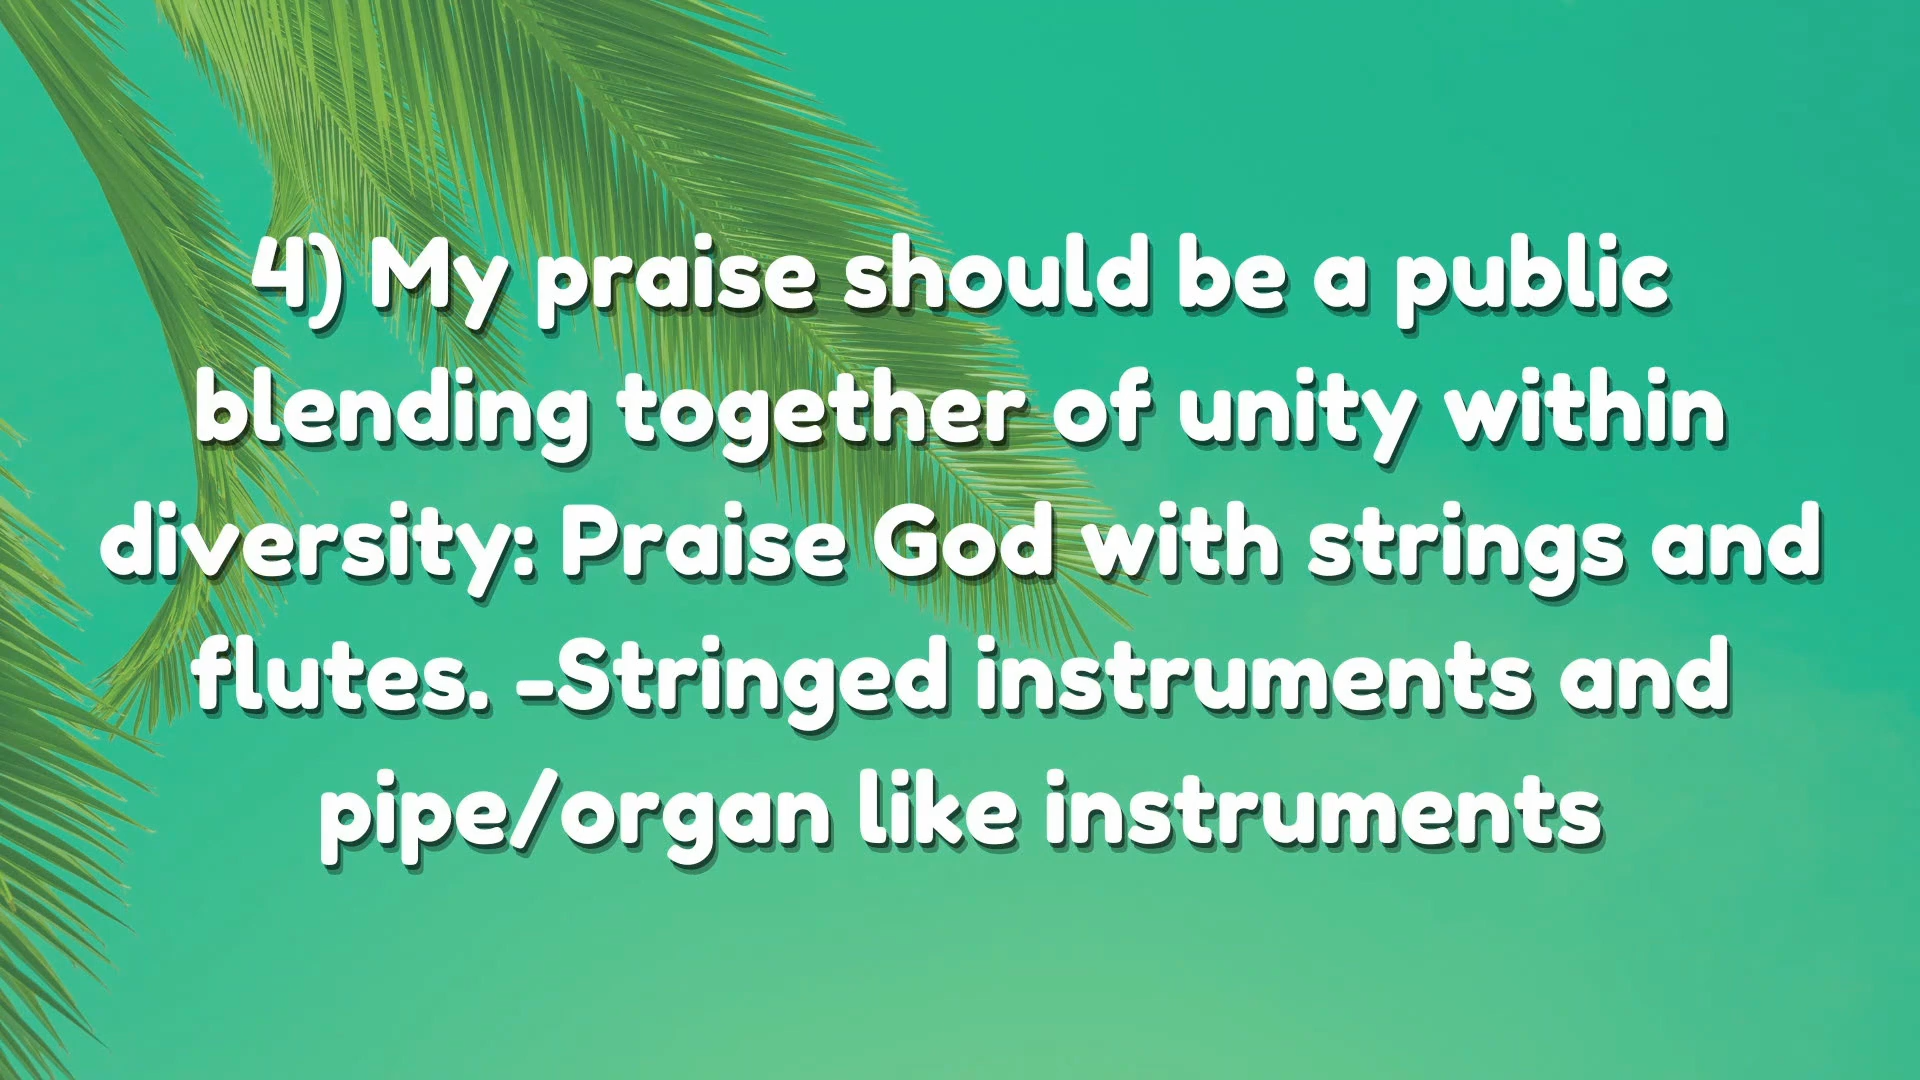 4) My praise should be a public
blending together of unity within
diversity: Praise God with strings and
flutes. -Stringed instruments and
pipe/organ like instruments